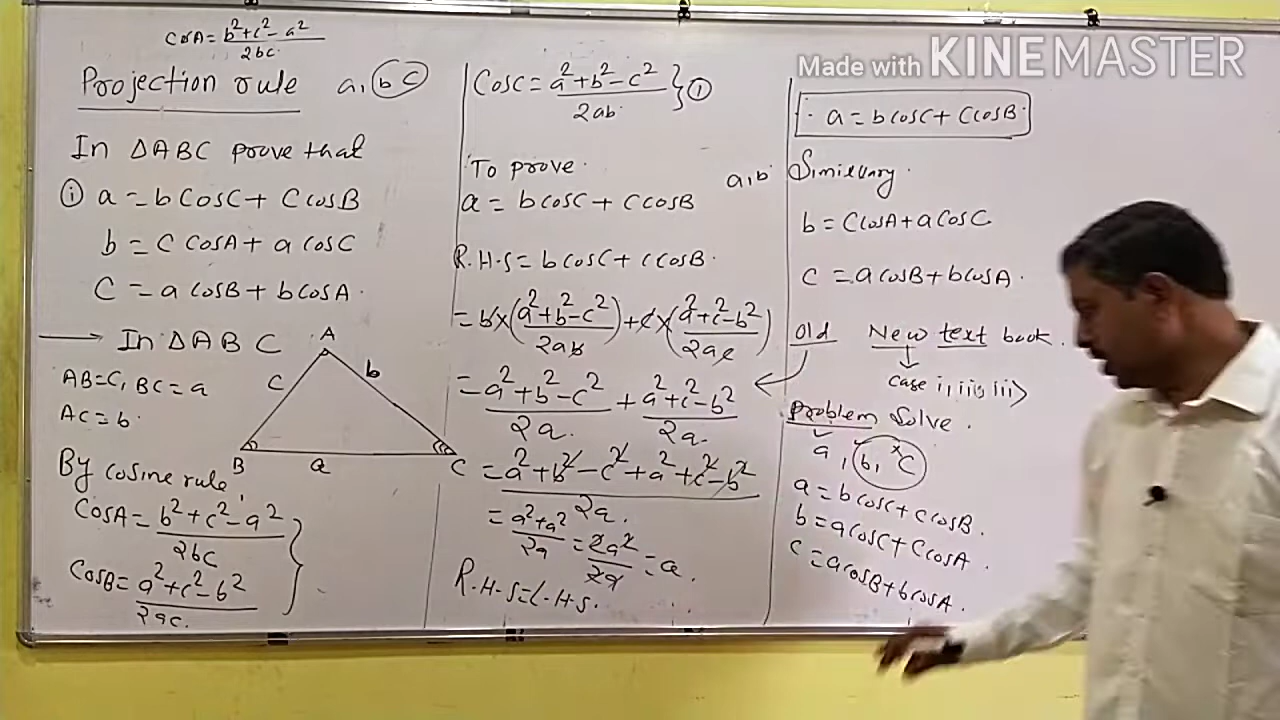 CosA = b²+c²-a² / 2bc
Projection rule a, b C
In ΔABC prove that
① a = b CosC + C cosB
b = C CosA + a cosC
C = a cosB + b cosA.
→ In ΔABC
AB=C, BC=a
AC=b
A
C b
B a C
By cosine rule
CosA = b²+c²-a² / 2bc
CosB = a²+c²-b² / 2ac.
CosC = a²+b²-c² / 2ab } ①
To prove
a = b cosC + C cosB
R.H.S = b cosC + c cosB.
= b×(a²+b²-c² / 2ab) + c×(a²+c²-b² / 2ac)
= a²+b²-c² / 2a. + a²+c²-b² / 2a.
= a²+b²-c²+a²+c²-b² / 2a.
= a²+a² / 2a = 2a² / 2a = a.
R.H.S = L.H.S.
Made with KINEMASTER
∴ a = b cosC + C cosB
a, b Simillary.
b = C cosA + a cosC
C = a cosB + b cosA.
Old New text book.
Case i, ii, iii>
problem Solve.
a, b, C
a = b cosC + c cosB.
b = a cosC + C cosA.
c = a cosB + b cosA.